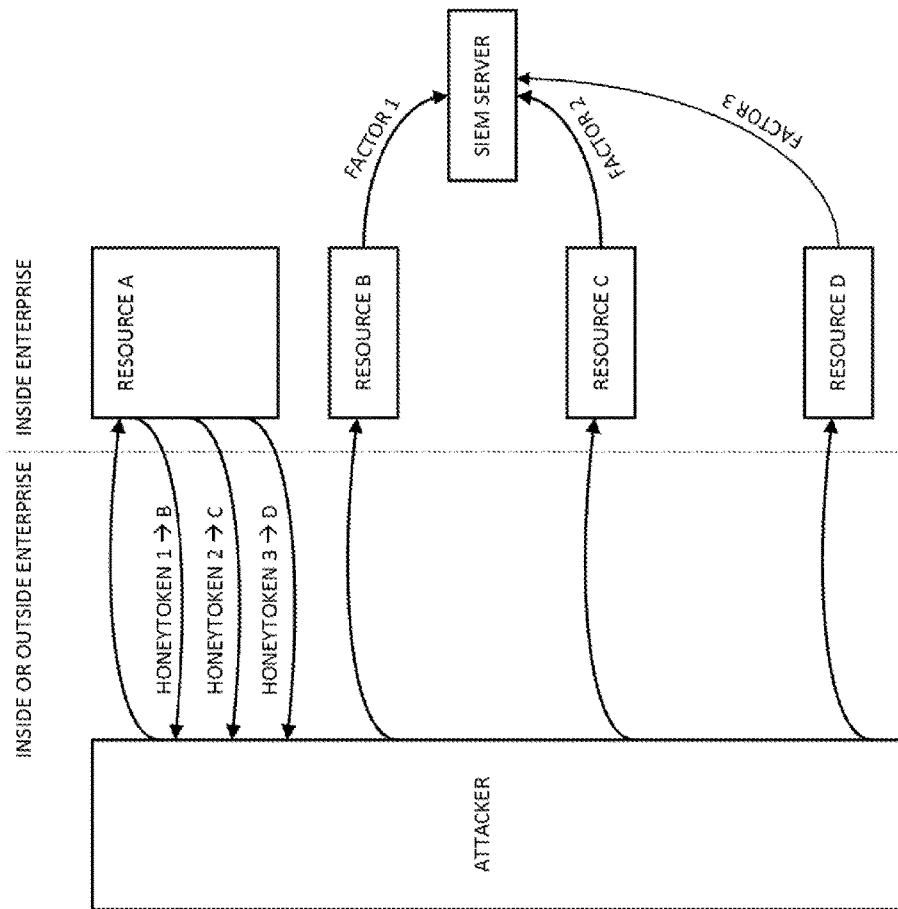 INSIDE OR OUTSIDE ENTERPRISE
INSIDE ENTERPRISE
ATTACKER
HONEYTOKEN 1 → B
HONEYTOKEN 2 → C
HONEYTOKEN 3 → D
RESOURCE A
RESOURCE B
RESOURCE C
RESOURCE D
FACTOR 1
FACTOR 2
FACTOR 3
SIEM SERVER